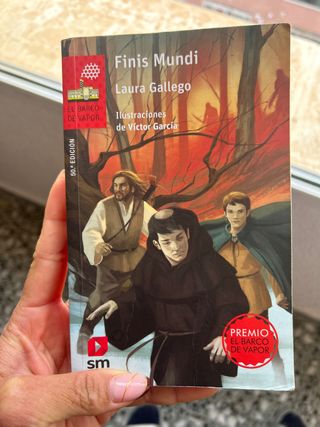 Finis Mundi
Laura Gallego
Ilustraciones
de Víctor García
EL BARCO
DE VAPOR
50.ª EDICIÓN
PREMIO
EL BARCO
DE VAPOR
sm